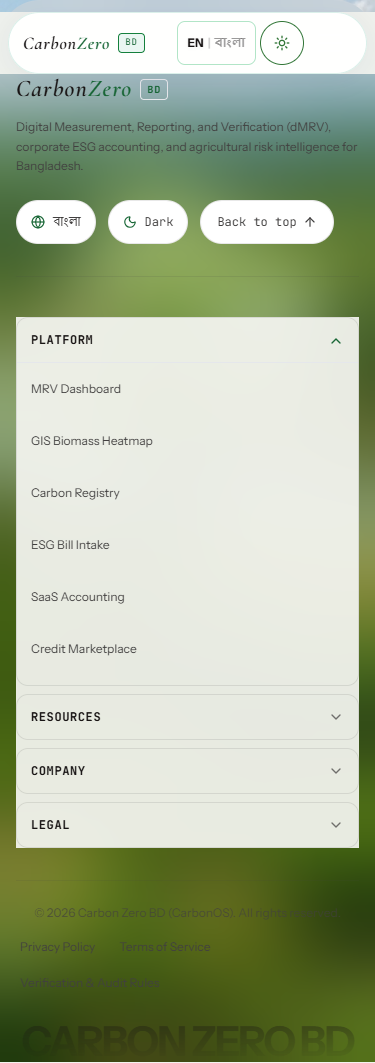 CarbonZero BD EN | বাংলা
CarbonZero BD
Digital Measurement, Reporting, and Verification (dMRV),
corporate ESG accounting, and agricultural risk intelligence for
Bangladesh.
বাংলা Dark Back to top ↑
PLATFORM
MRV Dashboard
GIS Biomass Heatmap
Carbon Registry
ESG Bill Intake
SaaS Accounting
Credit Marketplace
RESOURCES
COMPANY
LEGAL
© 2026 Carbon Zero BD (CarbonOS). All rights
Privacy Policy Terms of Service
Verification & Audit Rules
CARBON ZERO BD